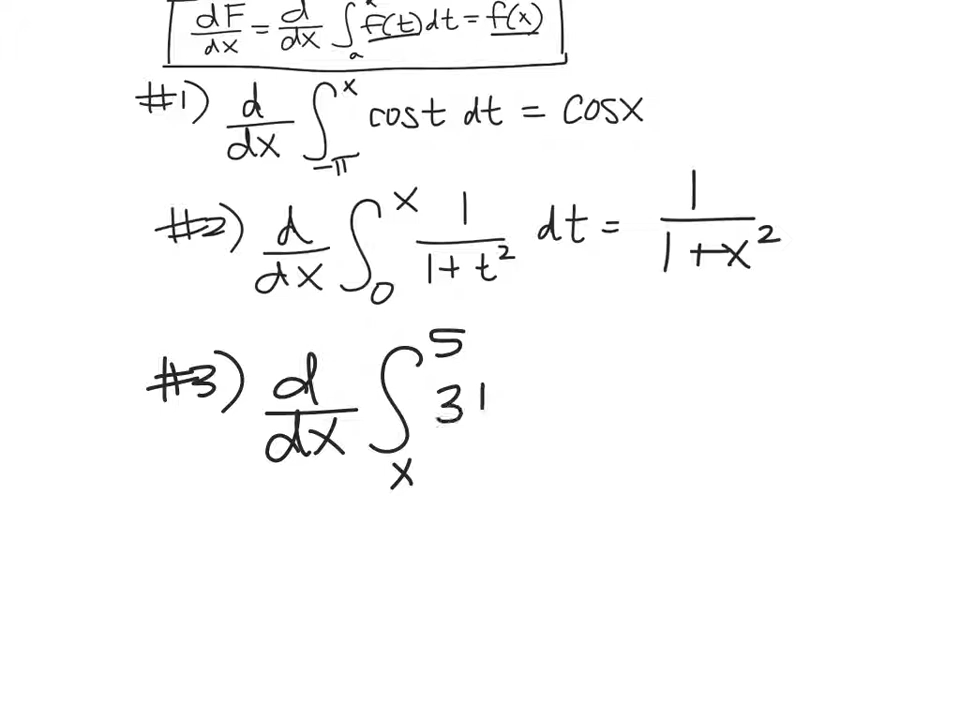 dF/dx = d/dx ∫_a^x f(t) dt = f(x)
#1) d/dx ∫_{-π}^x cos t dt = cos x
#2) d/dx ∫_0^x 1/(1+t²) dt = 1/(1+x²)
#3) d/dx ∫_x^5 31